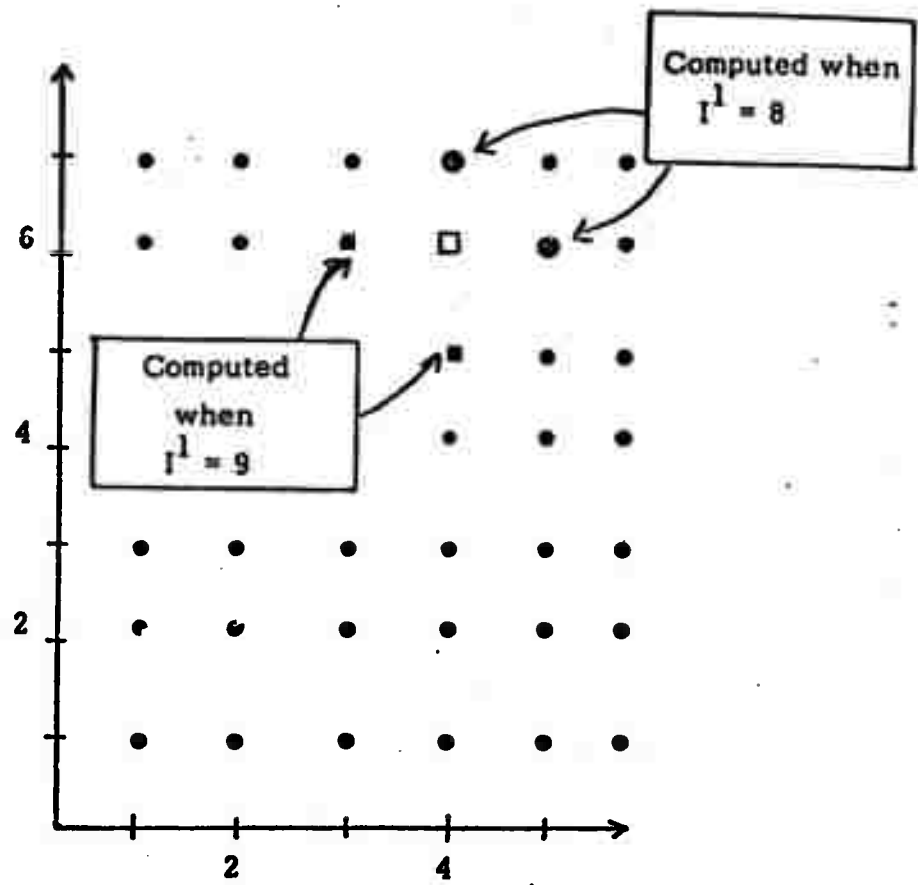 Computed when
I¹ = 8
6
Computed
when
I¹ = 9
4
2
2
4